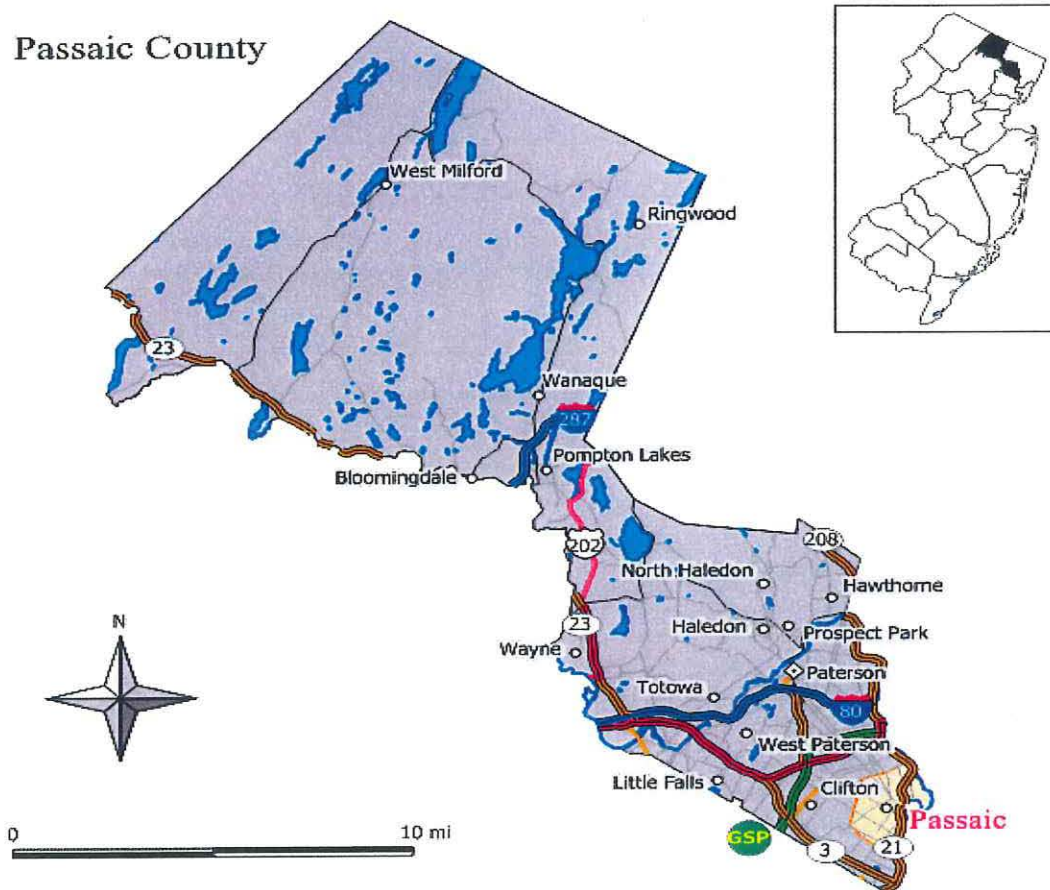 Passaic County
West Milford
Ringwood
23
Wanaque
287
Pompton Lakes
Bloomingdale
202
208
North Haledon
Hawthorne
23
Haledon
Prospect Park
Wayne
Paterson
Totowa
80
West Paterson
Little Falls
Clifton
Passaic
GSP
3
21
N
0
10 mi